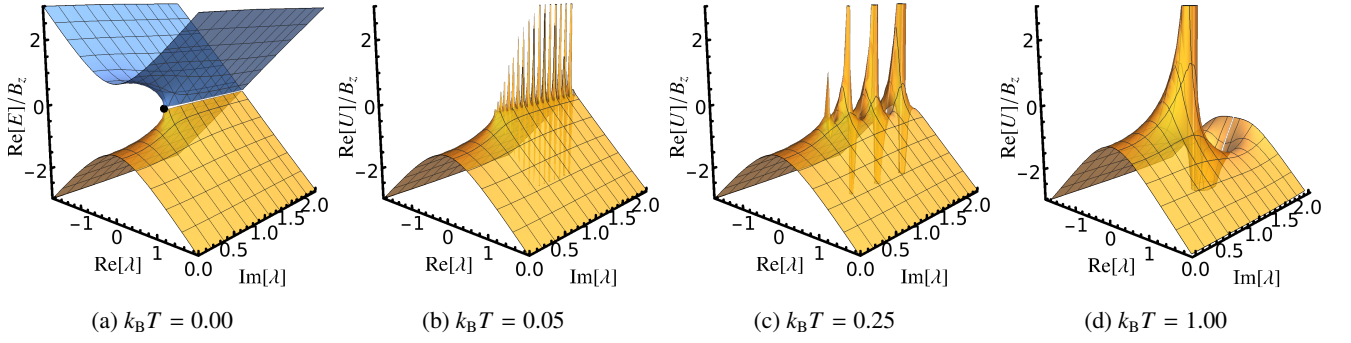 Re[E]/B_z
2
0
−2
−1
0
1
Re[λ]
0.0
0.5
1.0
1.5
2.0
Im[λ]
(a) k_BT = 0.00
Re[U]/B_z
2
0
−2
−1
0
1
Re[λ]
0.0
0.5
1.0
1.5
2.0
Im[λ]
(b) k_BT = 0.05
Re[U]/B_z
2
0
−2
−1
0
1
Re[λ]
0.0
0.5
1.0
1.5
2.0
Im[λ]
(c) k_BT = 0.25
Re[U]/B_z
2
0
−2
−1
0
1
Re[λ]
0.0
0.5
1.0
1.5
2.0
Im[λ]
(d) k_BT = 1.00